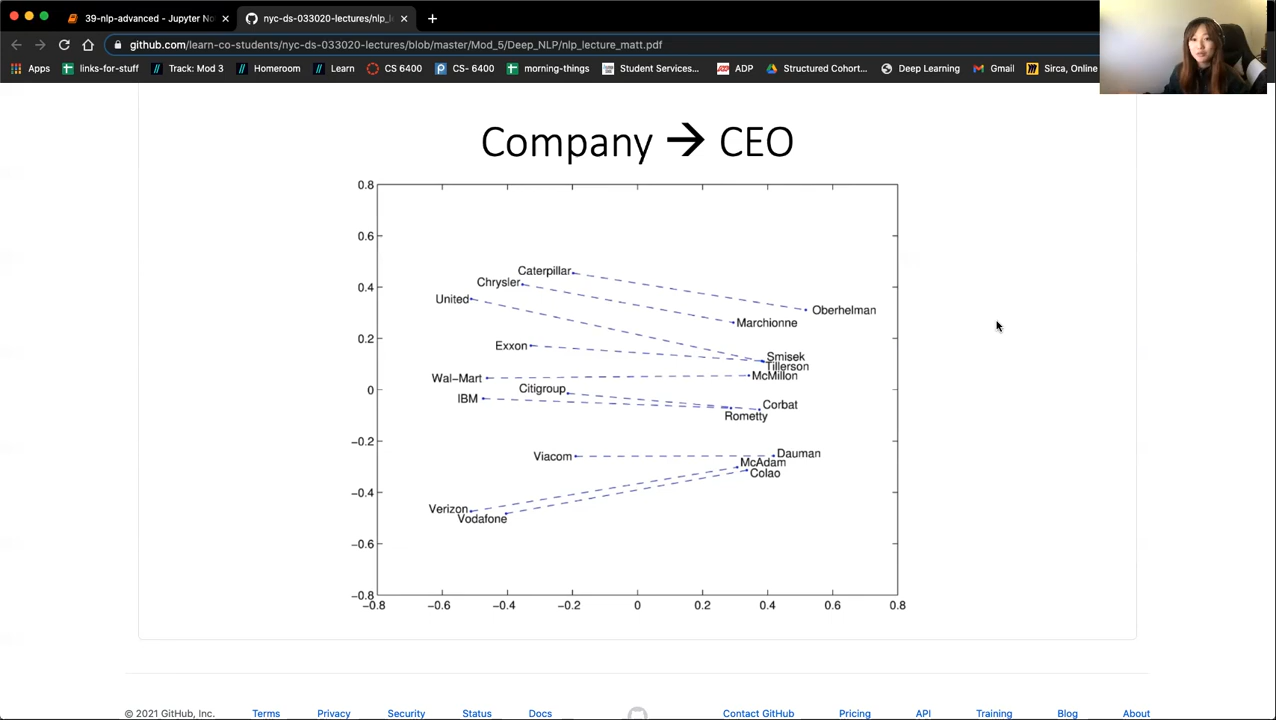 39-nlp-advanced - Jupyter No
nyc-ds-033020-lectures/nlp_l
github.com/learn-co-students/nyc-ds-033020-lectures/blob/master/Mod_5/Deep_NLP/nlp_lecture_matt.pdf
Apps links-for-stuff Track: Mod 3 Homeroom Learn CS 6400 CS- 6400 morning-things Student Services... ADP Structured Cohort... Deep Learning Gmail Sirca, Online
Company → CEO
0.8
0.6
0.4
0.2
0
−0.2
−0.4
−0.6
−0.8
Caterpillar
Chrysler
United
Oberhelman
Marchionne
Exxon
Smisek
Tillerson
Wal−Mart
McMillon
Citigroup
IBM
Corbat
Rometty
Viacom
Dauman
McAdam
Colao
Verizon
Vodafone
−0.8 −0.6 −0.4 −0.2 0 0.2 0.4 0.6 0.8
© 2021 GitHub, Inc. Terms Privacy Security Status Docs Contact GitHub Pricing API Training Blog About